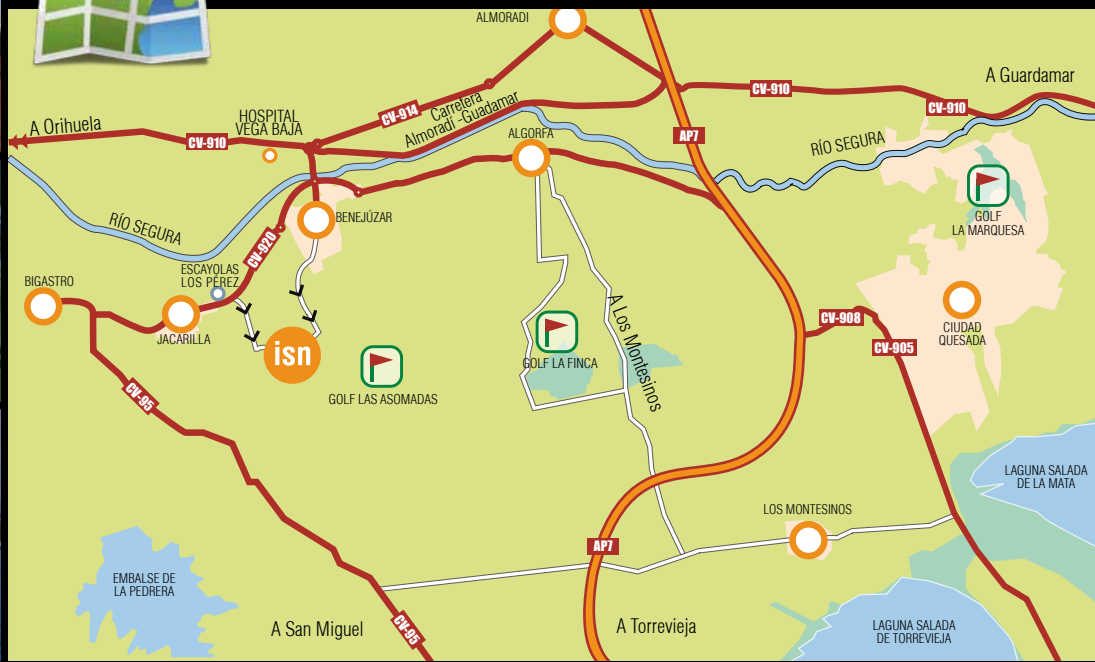 ALMORADI
A Guardamar
CV-910
CV-910
CV-914
Carretera
Almoradí -Guadamar
HOSPITAL
VEGA BAJA
A Orihuela
CV-910
ALGORFA
AP7
RÍO SEGURA
GOLF
LA MARQUESA
BENEJÚZAR
RÍO SEGURA
CV-920
ESCAYOLAS
LOS PÉREZ
BIGASTRO
JACARILLA
isn
A Los Montesinos
GOLF LA FINCA
CV-908
CV-905
CIUDAD
QUESADA
GOLF LAS ASOMADAS
CV-95
LAGUNA SALADA
DE LA MATA
LOS MONTESINOS
AP7
EMBALSE DE
LA PEDRERA
A San Miguel
CV-95
A Torrevieja
LAGUNA SALADA
DE TORREVIEJA